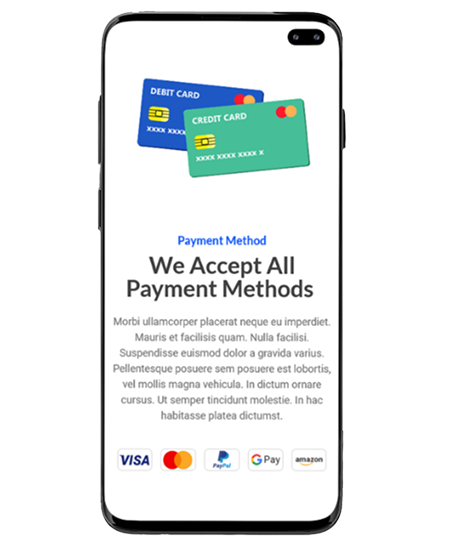 DEBIT CARD
XXXX XXX
CREDIT CARD
XXXX XXXX XXXX X
Payment Method
We Accept All
Payment Methods
Morbi ullamcorper placerat neque eu imperdiet.
Mauris et facilisis quam. Nulla facilisi.
Suspendisse euismod dolor a gravida varius.
Pellentesque posuere sem posuere est lobortis,
vel mollis magna vehicula. In dictum ornare
cursus. Ut semper tincidunt molestie. In hac
habitasse platea dictumst.
VISA PayPal G Pay amazon